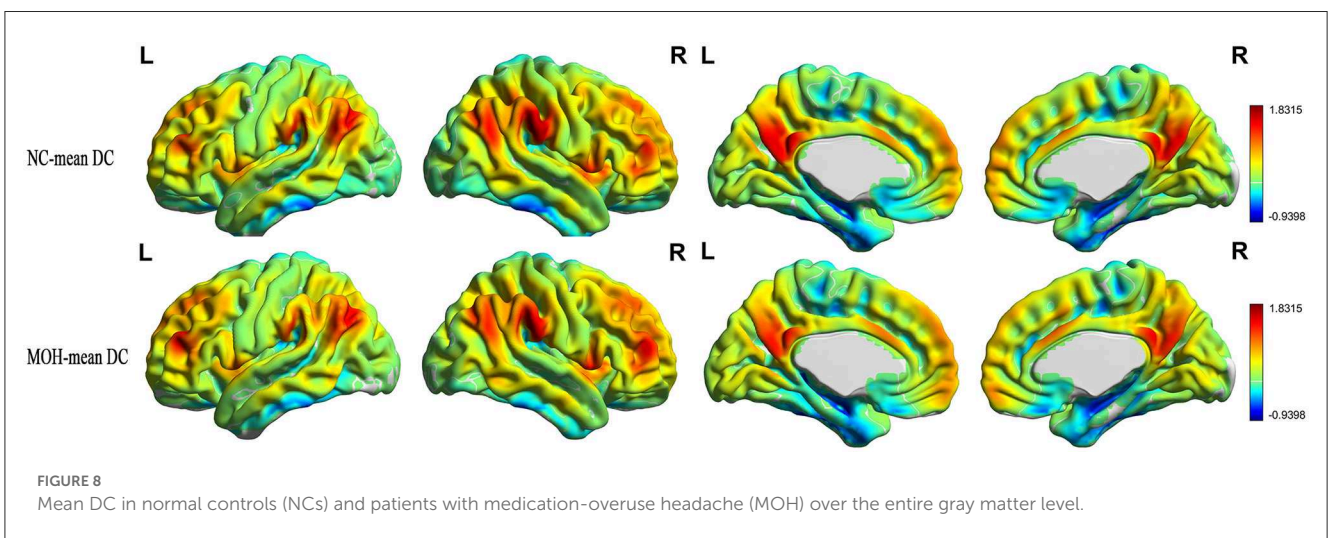 L R L R
NC-mean DC
1.8315
-0.9398
L R L R
MOH-mean DC
1.8315
-0.9398
FIGURE 8
Mean DC in normal controls (NCs) and patients with medication-overuse headache (MOH) over the entire gray matter level.